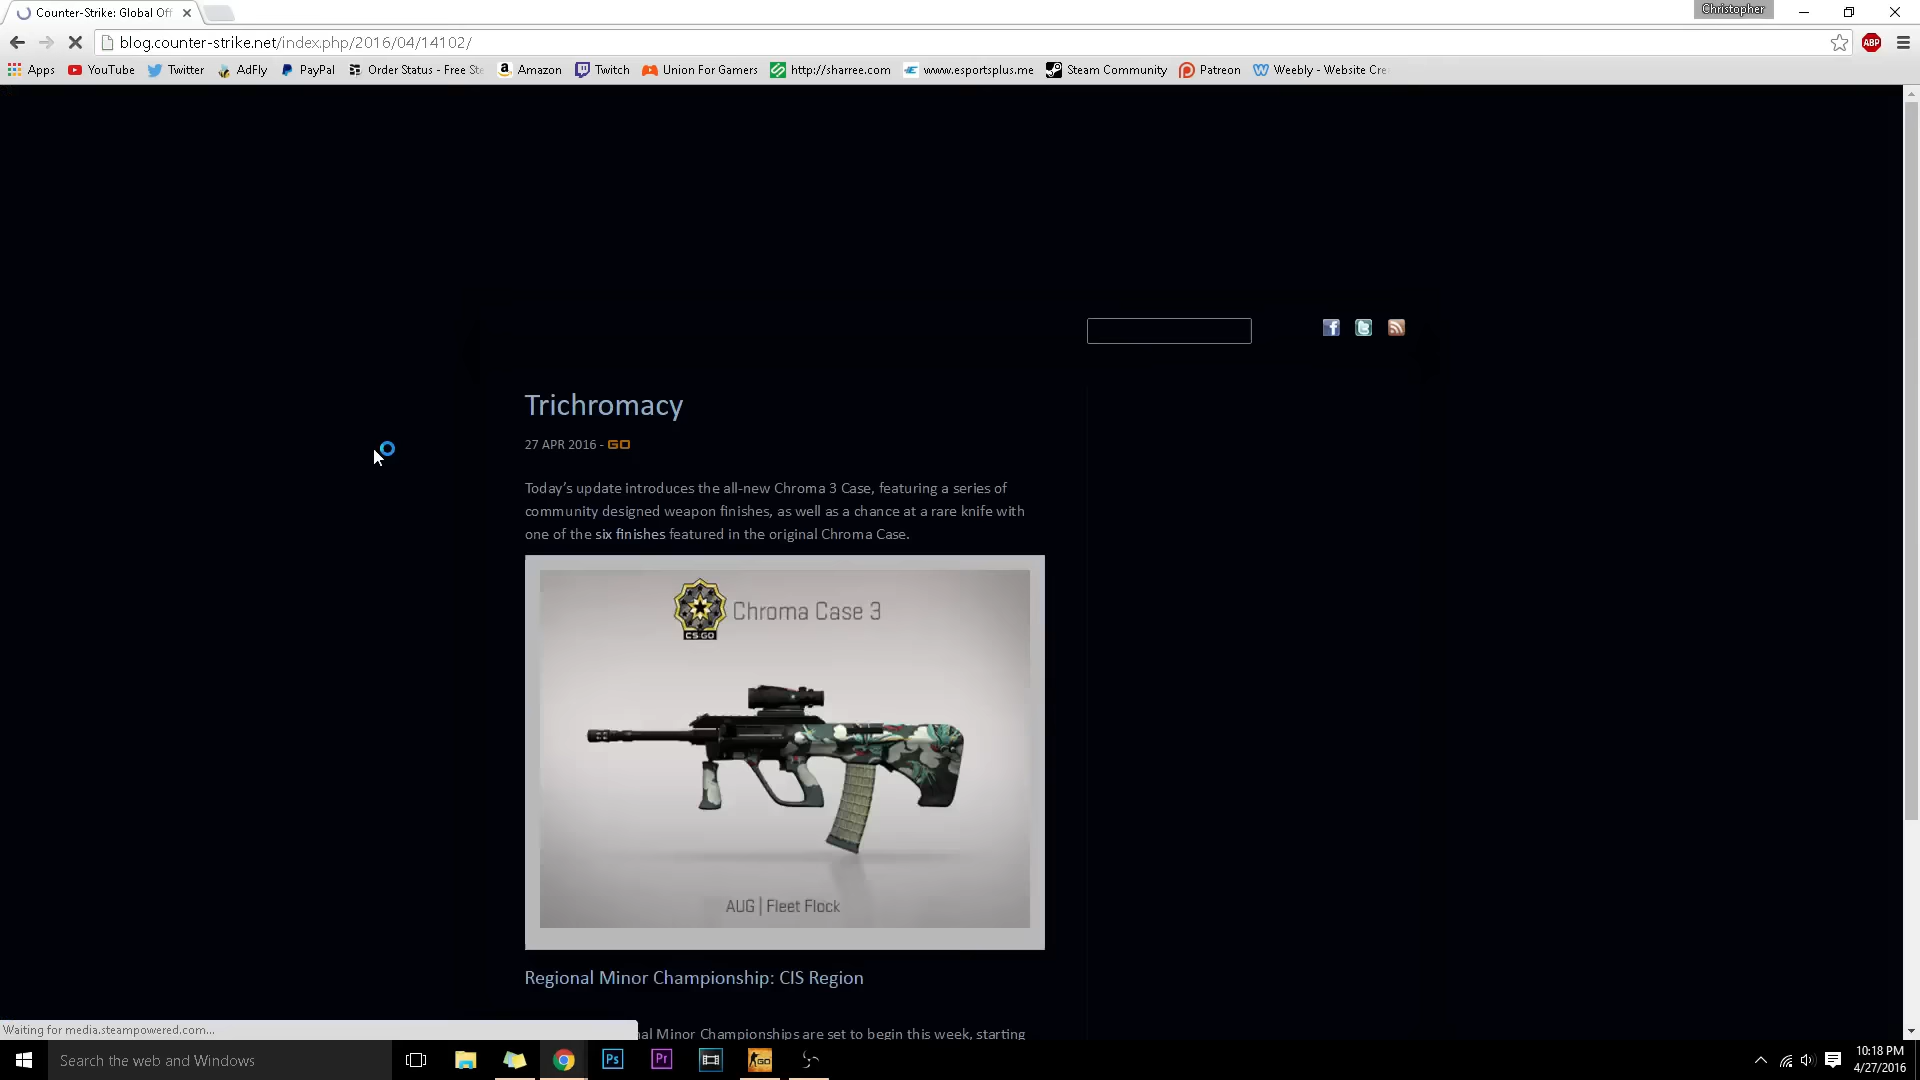 Counter-Strike: Global Off
Christopher
blog.counter-strike.net/index.php/2016/04/14102/
ABP
Apps YouTube Twitter AdFly PayPal Order Status - Free Ste Amazon Twitch Union For Gamers http://sharree.com www.esportsplus.me Steam Community Patreon Weebly - Website Cre
Trichromacy
27 APR 2016 - GO
Today's update introduces the all-new Chroma 3 Case, featuring a series of
community designed weapon finishes, as well as a chance at a rare knife with
one of the six finishes featured in the original Chroma Case.
CS:GO
Chroma Case 3
AUG | Fleet Flock
Regional Minor Championship: CIS Region
nal Minor Championships are set to begin this week, starting
Waiting for media.steampowered.com...
Search the web and Windows
Ps
Pr
GO
10:18 PM
4/27/2016